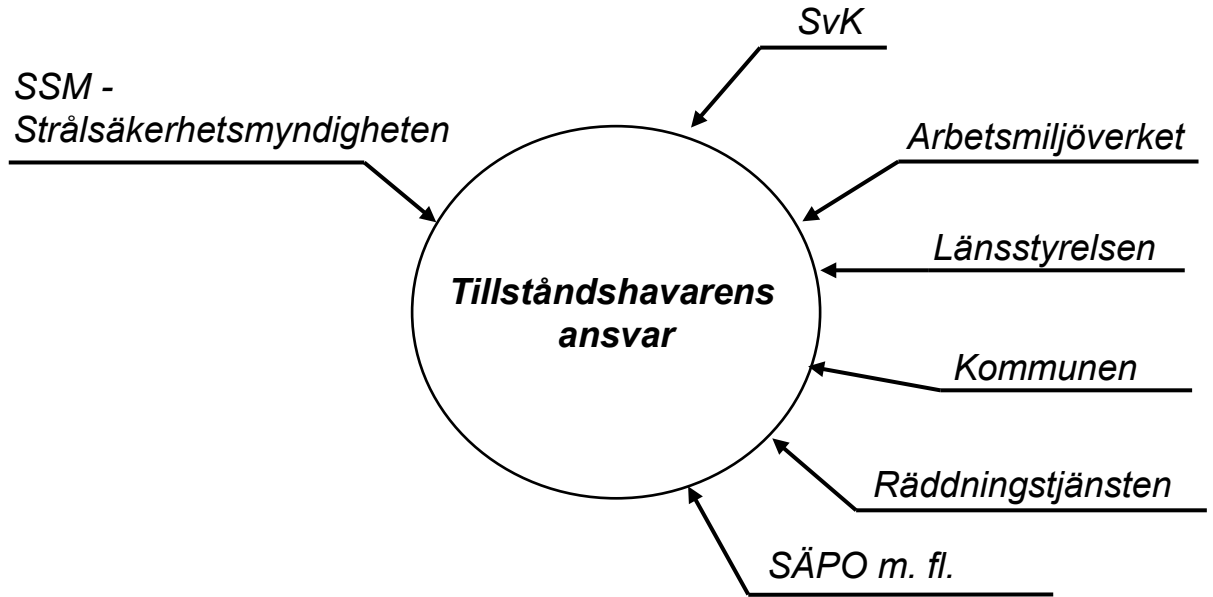 SvK
SSM -
Strålsäkerhetsmyndigheten
Arbetsmiljöverket
Länsstyrelsen
Tillståndshavarens
ansvar
Kommunen
Räddningstjänsten
SÄPO m. fl.